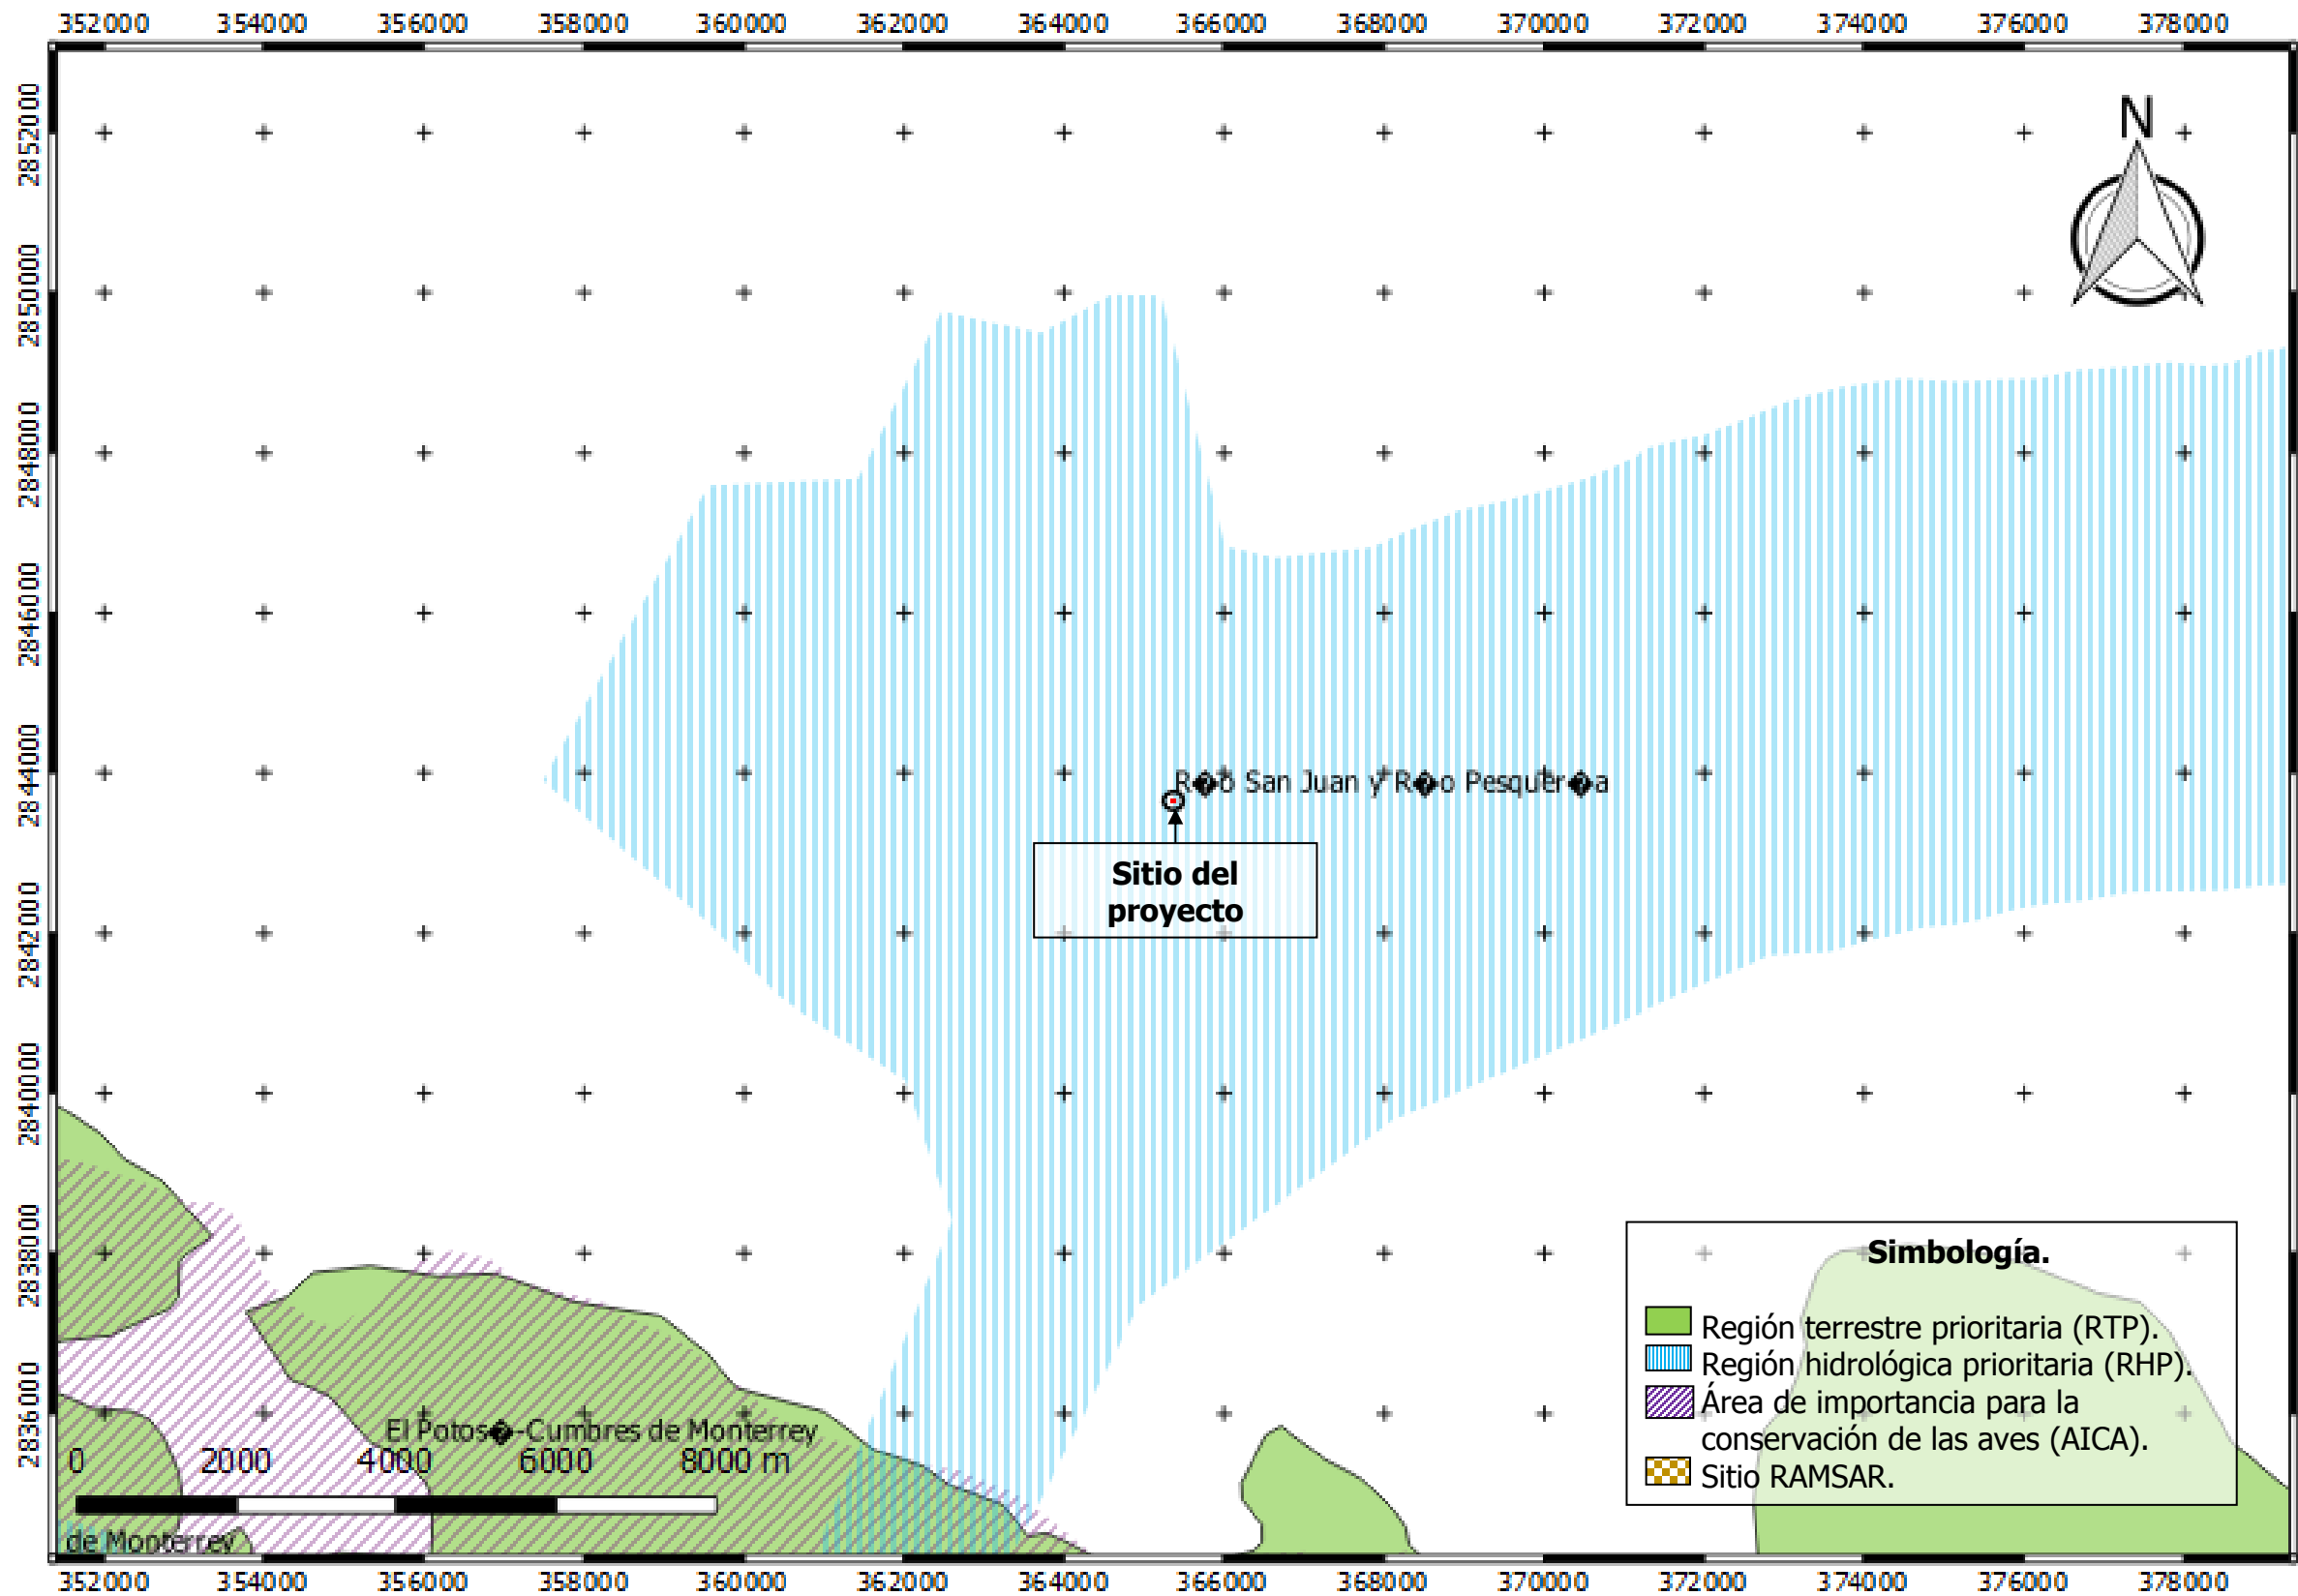 352000 354000 356000 358000 360000 362000 364000 366000 368000 370000 372000 374000 376000 378000
N
2852000
2850000
2848000
2846000
2844000
2842000
2840000
2838000
2836000
R�o San Juan y R�o Pesquer�a
Sitio del
proyecto
Simbología.
Región terrestre prioritaria (RTP).
Región hidrológica prioritaria (RHP).
Área de importancia para la
conservación de las aves (AICA).
Sitio RAMSAR.
El Potos�-Cumbres de Monterrey
0 2000 4000 6000 8000 m
de Monterrey
352000 354000 356000 358000 360000 362000 364000 366000 368000 370000 372000 374000 376000 378000